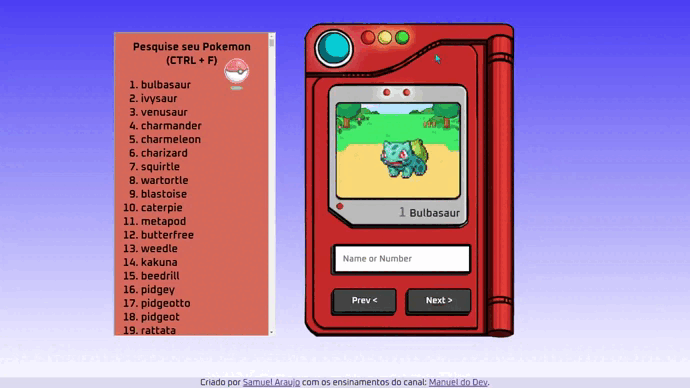 Pesquise seu Pokemon
(CTRL + F)
1. bulbasaur
2. ivysaur
3. venusaur
4. charmander
5. charmeleon
6. charizard
7. squirtle
8. wartortle
9. blastoise
10. caterpie
11. metapod
12. butterfree
13. weedle
14. kakuna
15. beedrill
16. pidgey
17. pidgeotto
18. pidgeot
19. rattata
1 Bulbasaur
Name or Number
Prev <
Next >
Criado por Samuel Araujo com os ensinamentos do canal: Manuel do Dev.